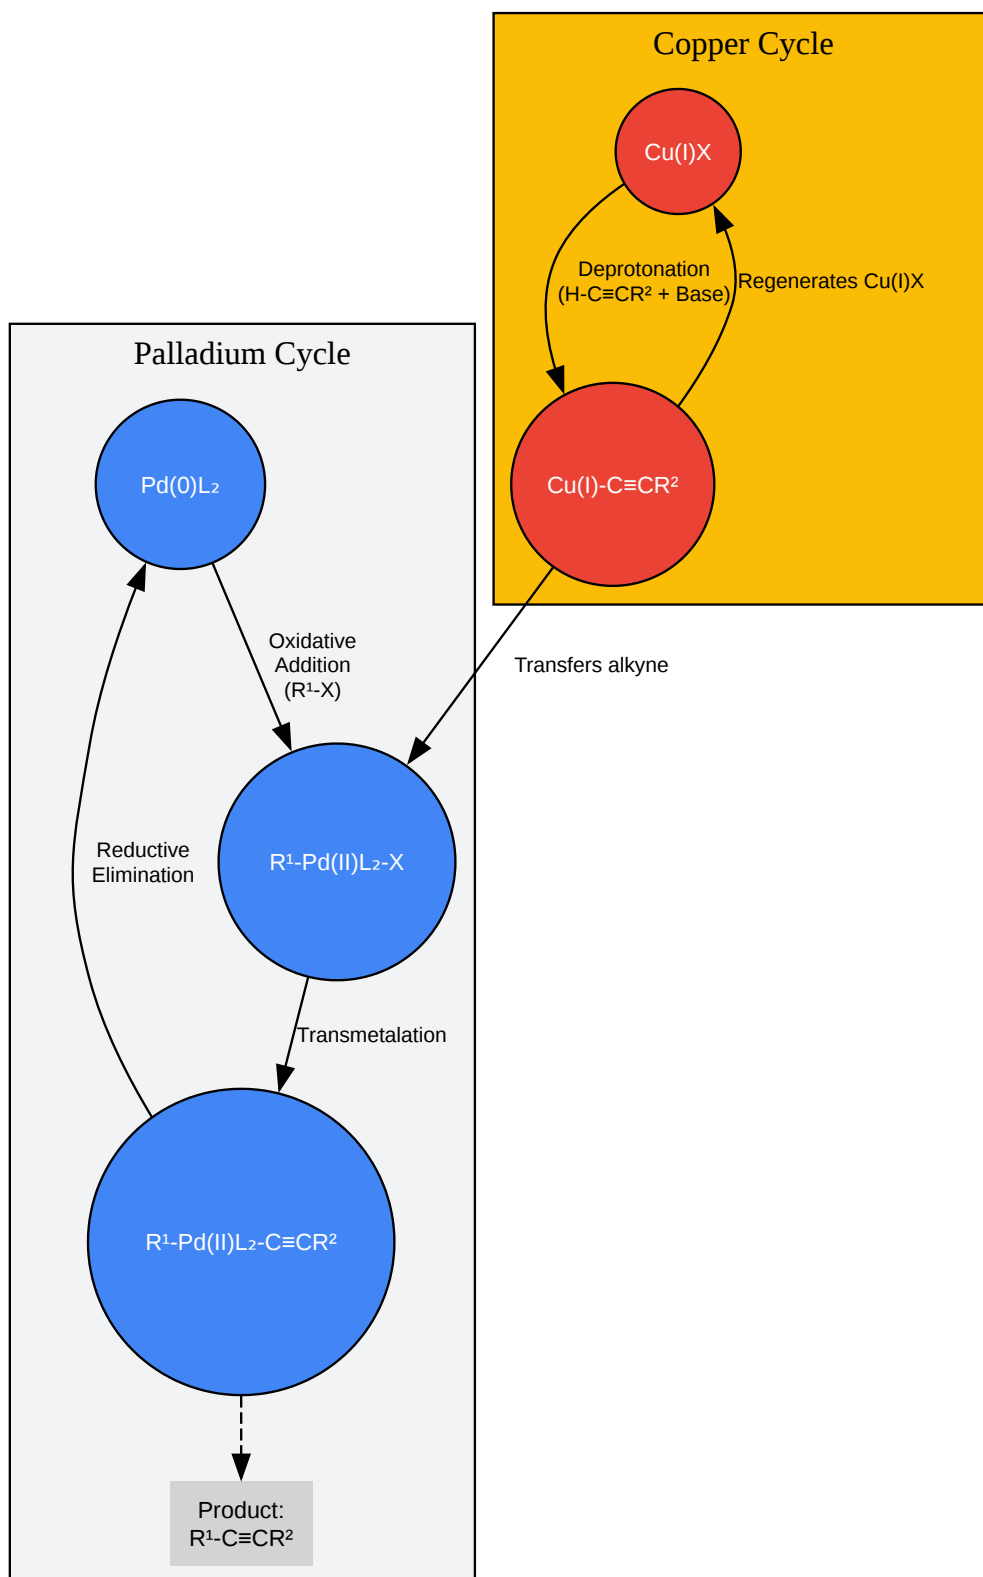 Copper Cycle
Cu(I)X
Deprotonation
(H-C≡CR² + Base)
Regenerates Cu(I)X
Cu(I)-C≡CR²
Transfers alkyne
Palladium Cycle
Pd(0)L₂
Oxidative
Addition
(R¹-X)
R¹-Pd(II)L₂-X
Reductive
Elimination
Transmetalation
R¹-Pd(II)L₂-C≡CR²
Product:
R¹-C≡CR²